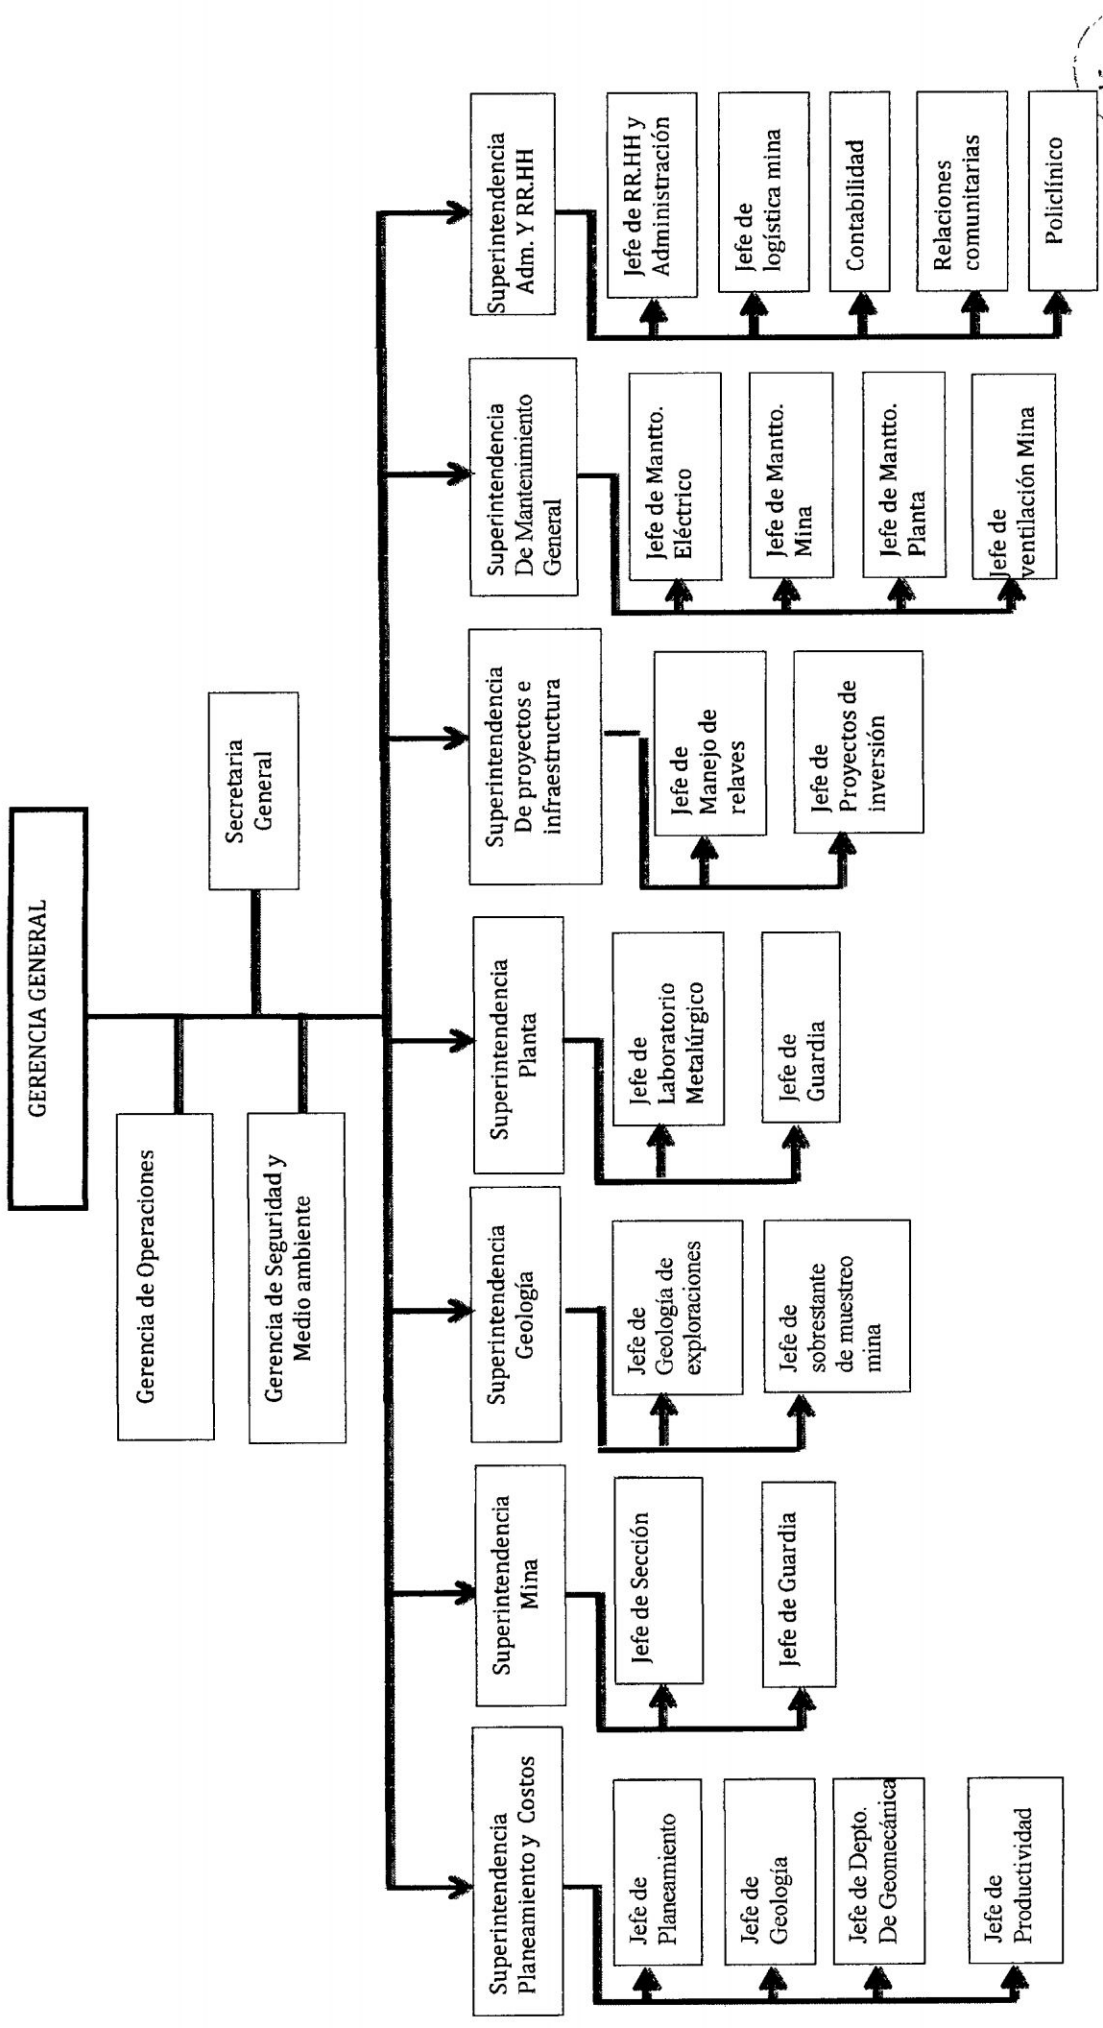 GERENCIA GENERAL
Gerencia de Operaciones
Secretaria
General
Gerencia de Seguridad y
Medio ambiente
Superintendencia
Planeamiento y Costos
Jefe de
Planeamiento
Jefe de
Geología
Jefe de Depto.
De Geomecánica
Jefe de
Productividad
Superintendencia
Mina
Jefe de Sección
Jefe de Guardia
Superintendencia
Geología
Jefe de
Geología de
exploraciones
Jefe de
sobrestante
de muestreo
mina
Superintendencia
Planta
Jefe de
Laboratorio
Metalúrgico
Jefe de
Guardia
Superintendencia
De proyectos e
infraestructura
Jefe de
Manejo de
relaves
Jefe de
Proyectos de
inversión
Superintendencia
De Mantenimiento
General
Jefe de Mantto.
Eléctrico
Jefe de Mantto.
Mina
Jefe de Mantto.
Planta
Jefe de
ventilación Mina
Superintendencia
Adm. Y RR.HH
Jefe de RR.HH y
Administración
Jefe de
logística mina
Contabilidad
Relaciones
comunitarias
Policlínico